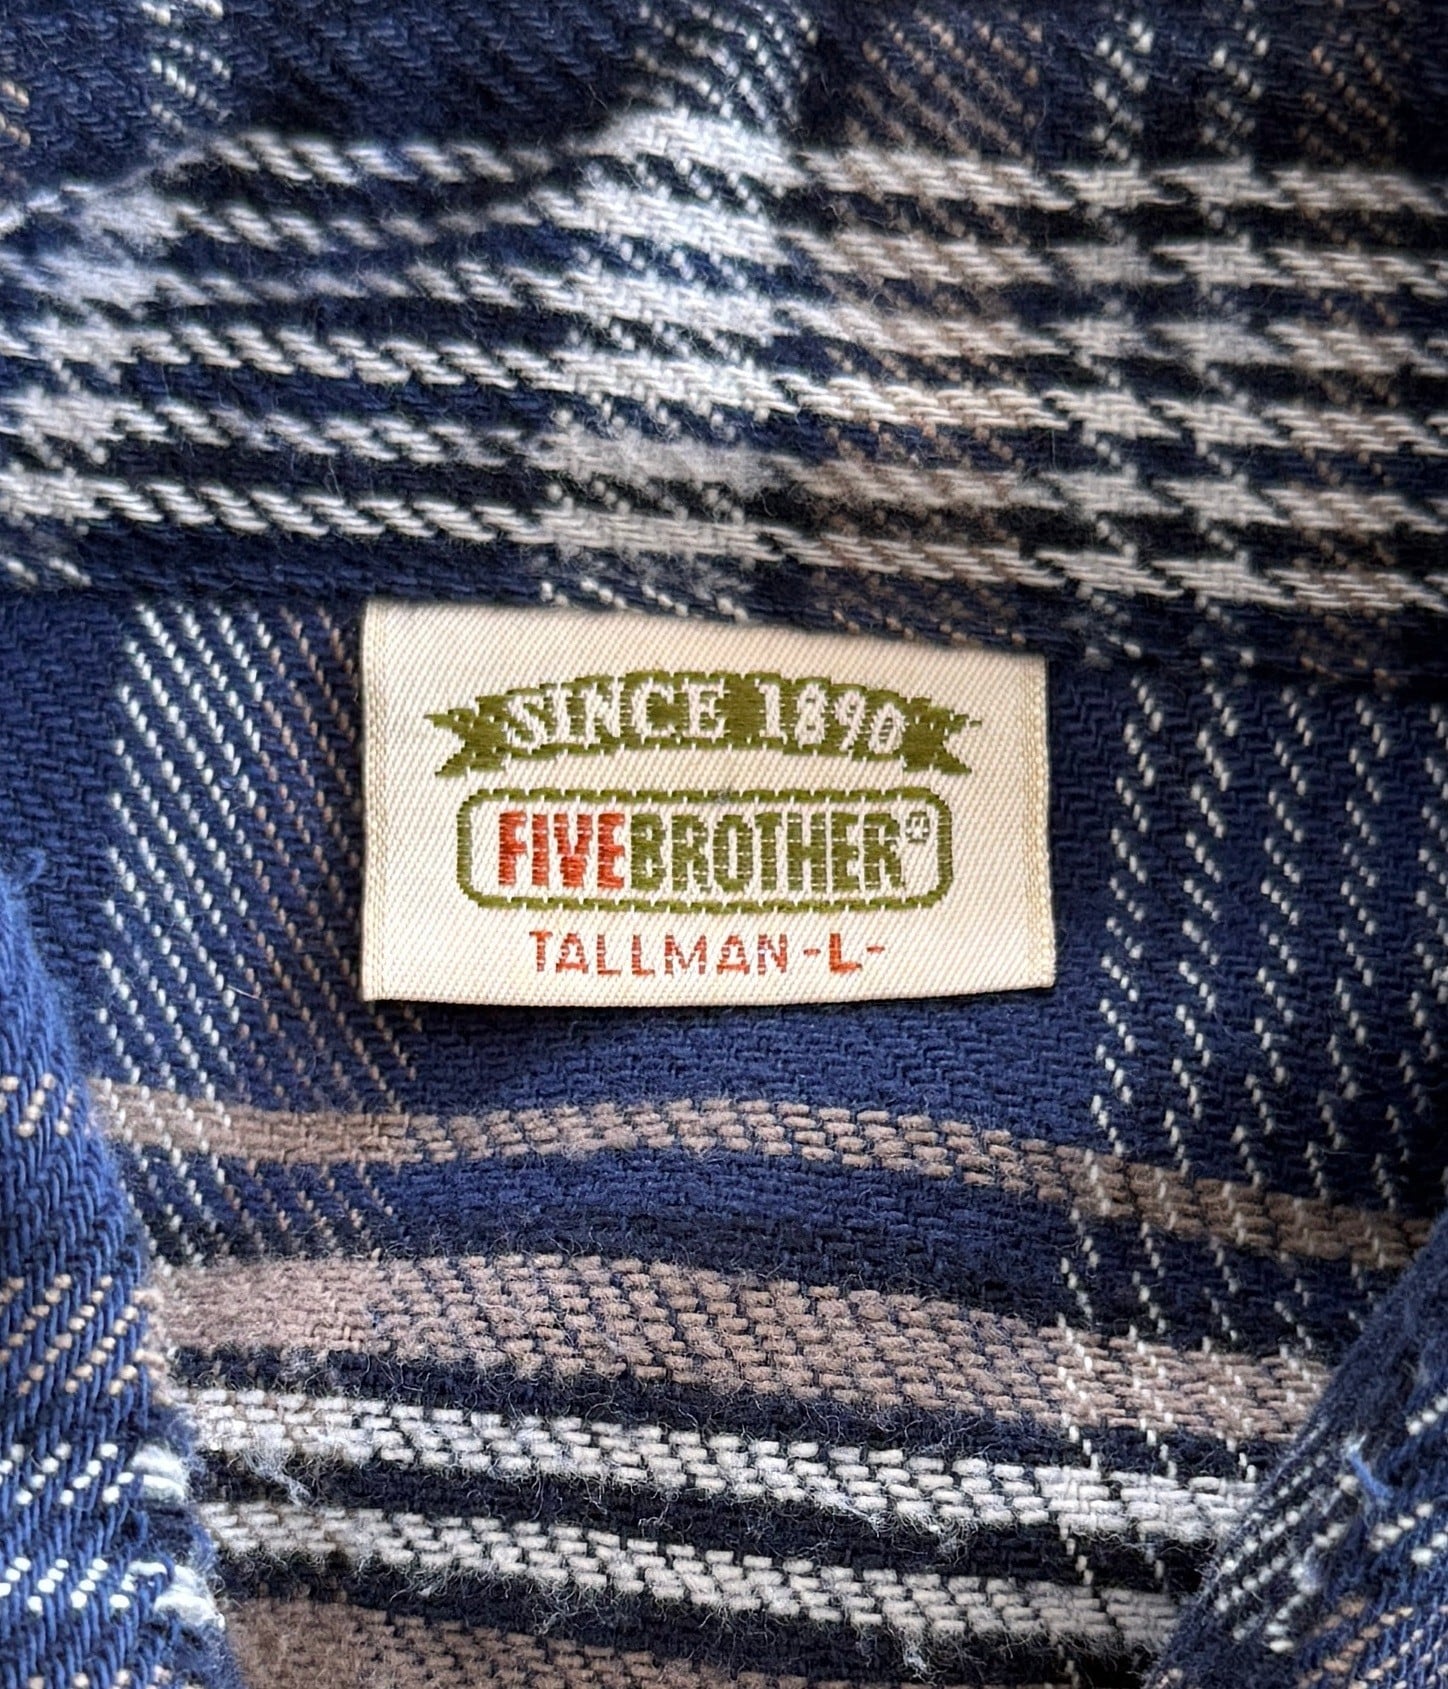 SINCE 1890
FIVEBROTHER®
TALLMAN -L-